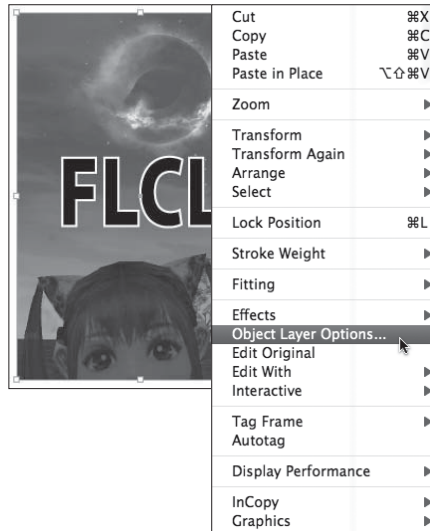 FLCL
Cut ⌘X
Copy ⌘C
Paste ⌘V
Paste in Place ⌥⇧⌘V
Zoom
Transform
Transform Again
Arrange
Select
Lock Position ⌘L
Stroke Weight
Fitting
Effects
Object Layer Options...
Edit Original
Edit With
Interactive
Tag Frame
Autotag
Display Performance
InCopy
Graphics